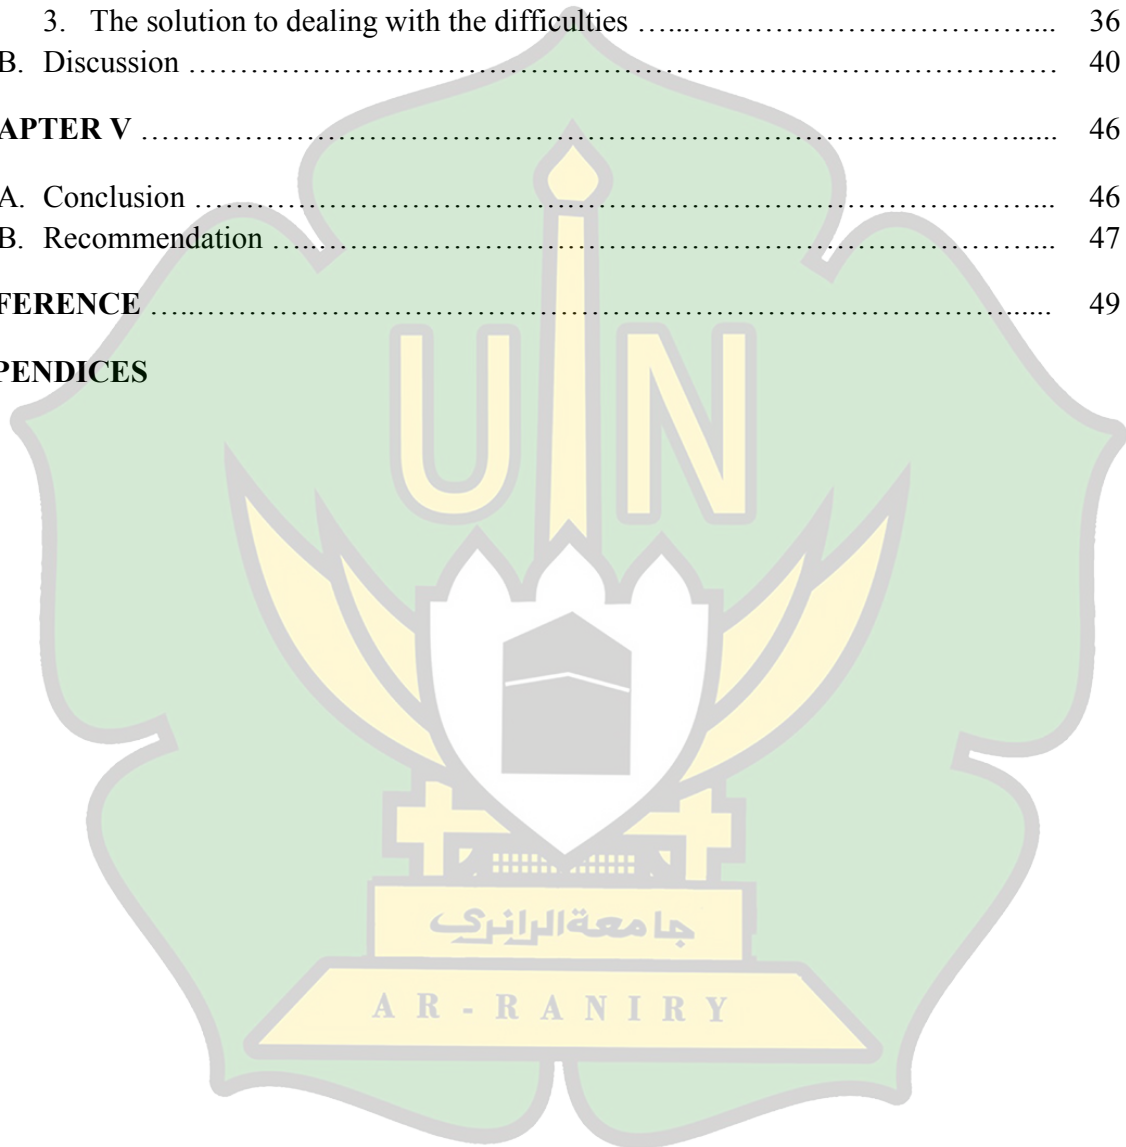 3. The solution to dealing with the difficulties …...……………………………... 36
B. Discussion ………………………………………………………………………… 40
APTER V …………………………………………………………………………...... 46
A. Conclusion ………………………………………………………………………... 46
B. Recommendation ………………………………………………………………... 47
FERENCE …..……………………………………………………………………...... 49
PENDICES
U N
جامعة الرانري
AR-RANIRY